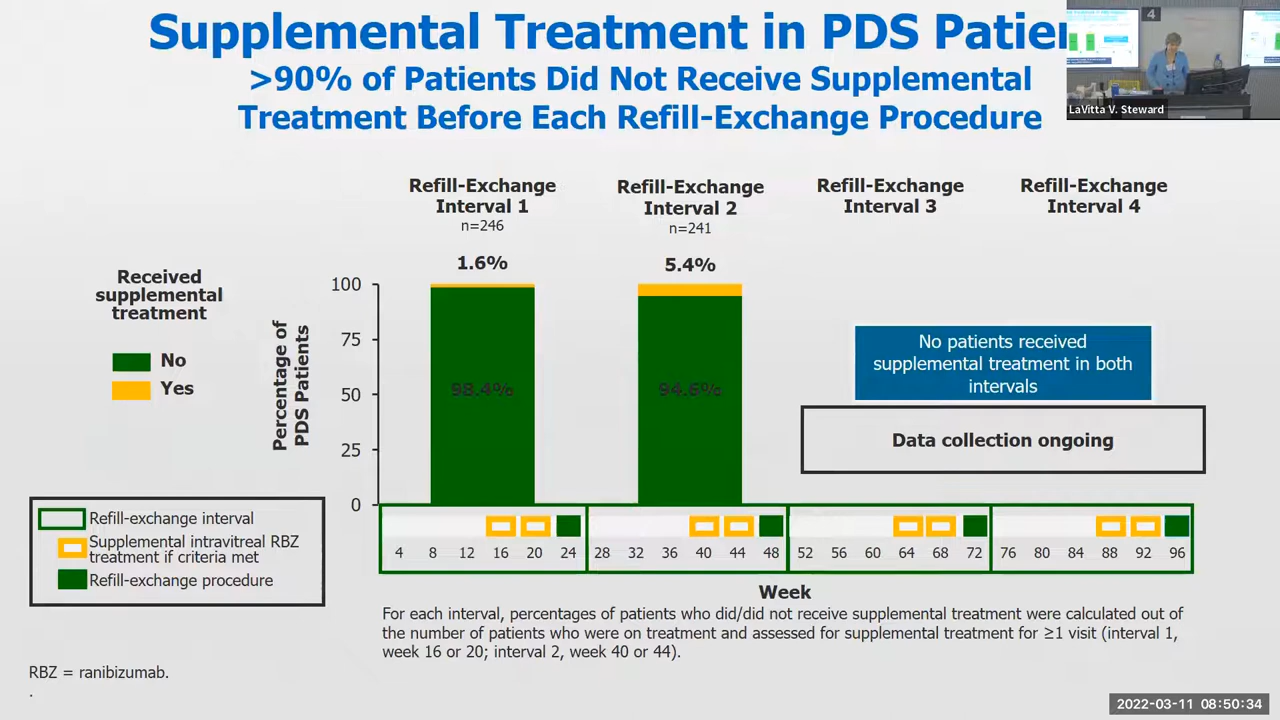 Supplemental Treatment in PDS Patien
>90% of Patients Did Not Receive Supplemental
Treatment Before Each Refill-Exchange Procedure
4
LaVitta V. Steward
Refill-Exchange
Interval 1
n=246
Refill-Exchange
Interval 2
n=241
Refill-Exchange
Interval 3
Refill-Exchange
Interval 4
1.6%
5.4%
Received
supplemental
treatment
No
Yes
Percentage of
PDS Patients
100
75
50
25
0
98.4%
94.6%
No patients received
supplemental treatment in both
intervals
Data collection ongoing
Refill-exchange interval
Supplemental intravitreal RBZ
treatment if criteria met
Refill-exchange procedure
4 8 12 16 20 24 28 32 36 40 44 48 52 56 60 64 68 72 76 80 84 88 92 96
Week
For each interval, percentages of patients who did/did not receive supplemental treatment were calculated out of
the number of patients who were on treatment and assessed for supplemental treatment for ≥1 visit (interval 1,
week 16 or 20; interval 2, week 40 or 44).
RBZ = ranibizumab.
.
2022-03-11 08:50:34